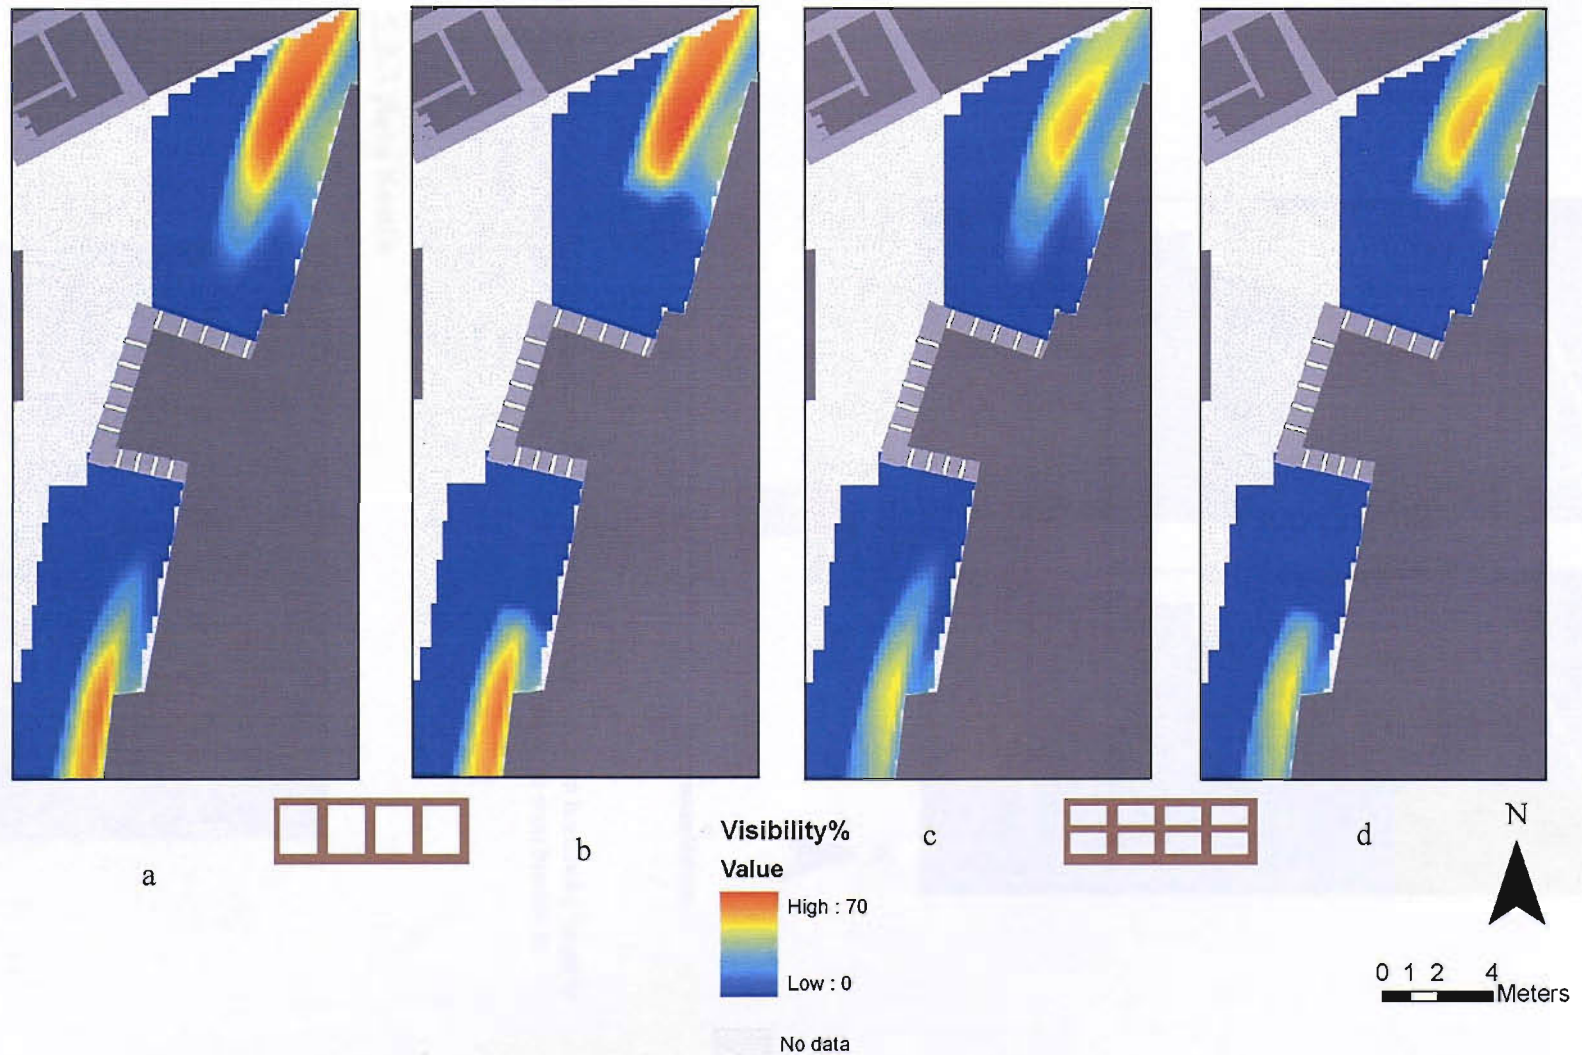 a
b
c
d
N
Visibility%
Value
High : 70
Low : 0
No data
0 1 2 4
Meters